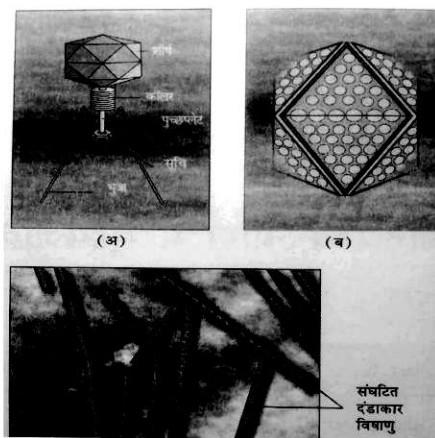 शीर्ष
कॉलर
पुच्छप्लेट
संधि
पुच्छ
(अ)
(ब)
संघटित
दंडाकार
विषाणु